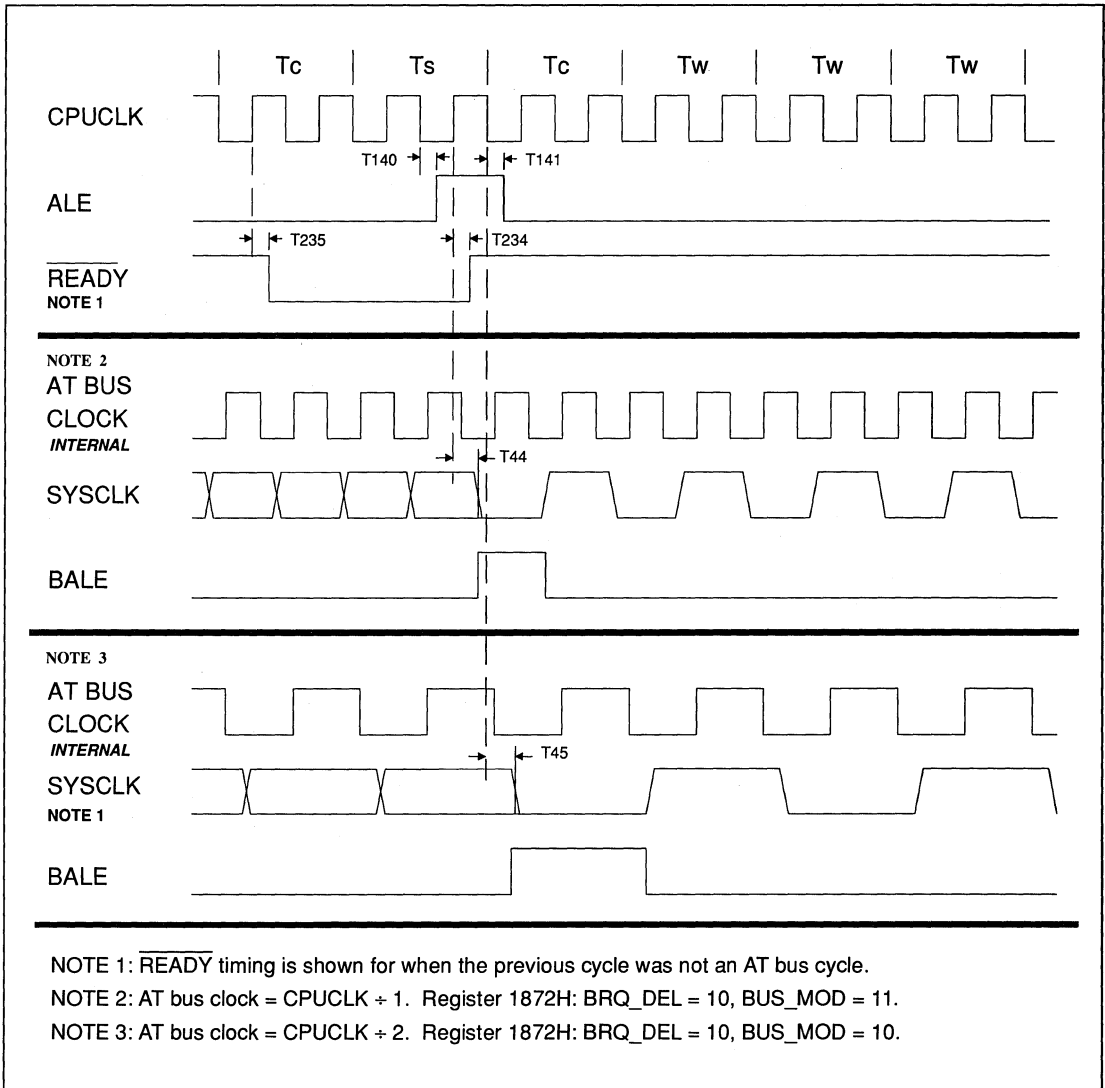 Tc Ts Tc Tw Tw Tw
CPUCLK
T140 T141
ALE
T235 T234
READY
NOTE 1
NOTE 2
AT BUS
CLOCK
INTERNAL
T44
SYSCLK
BALE
NOTE 3
AT BUS
CLOCK
INTERNAL
T45
SYSCLK
NOTE 1
BALE
NOTE 1: READY timing is shown for when the previous cycle was not an AT bus cycle.
NOTE 2: AT bus clock = CPUCLK ÷ 1. Register 1872H: BRQ_DEL = 10, BUS_MOD = 11.
NOTE 3: AT bus clock = CPUCLK ÷ 2. Register 1872H: BRQ_DEL = 10, BUS_MOD = 10.